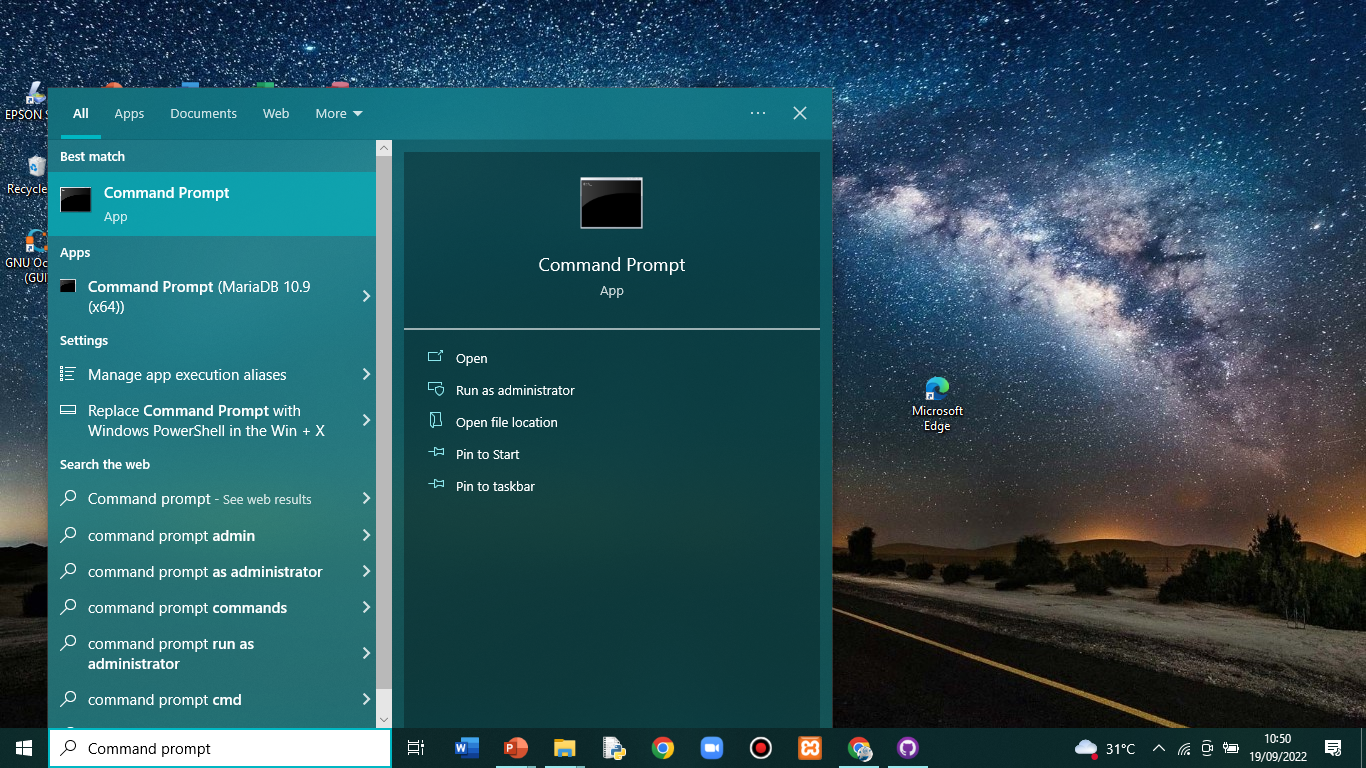 All Apps Documents Web More
Best match
Command Prompt
App
Apps
Command Prompt (MariaDB 10.9
(x64))
Settings
Manage app execution aliases
Replace Command Prompt with
Windows PowerShell in the Win + X
Search the web
Command prompt - See web results
command prompt admin
command prompt as administrator
command prompt commands
command prompt run as
administrator
command prompt cmd
Command Prompt
App
Open
Run as administrator
Open file location
Pin to Start
Pin to taskbar
EPSON
Recycle
GNU
(GUI
Microsoft
Edge
Command prompt
31°C
10:50
19/09/2022